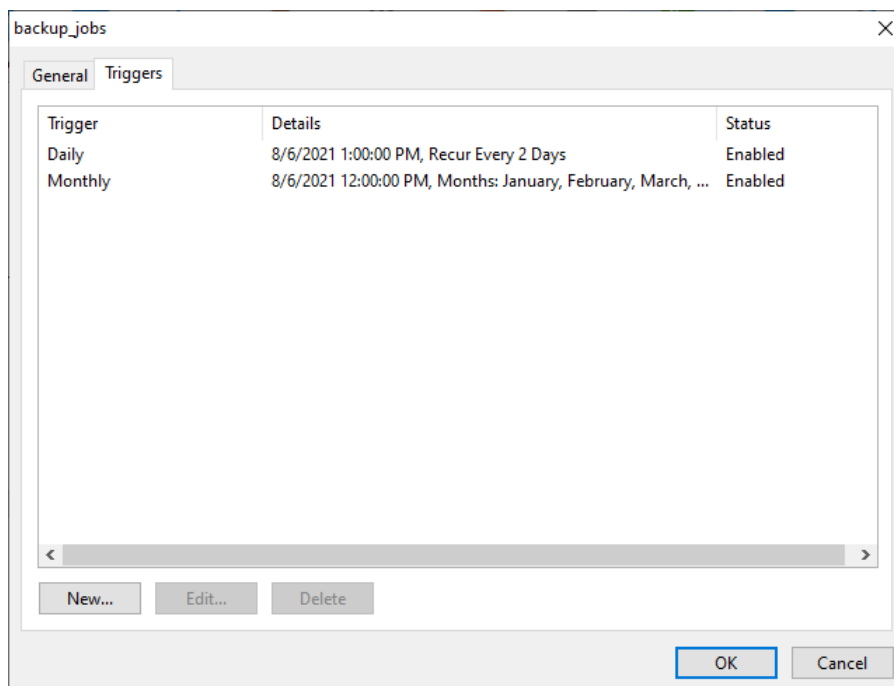 backup_jobs
General Triggers
Trigger Details Status
Daily 8/6/2021 1:00:00 PM, Recur Every 2 Days Enabled
Monthly 8/6/2021 12:00:00 PM, Months: January, February, March, ... Enabled
New... Edit... Delete
OK Cancel